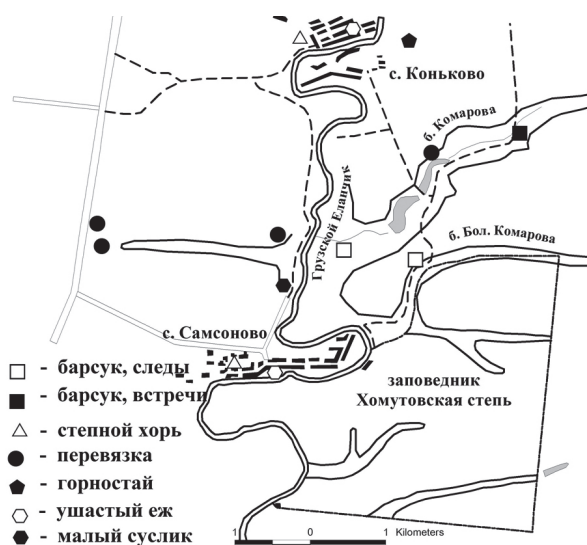 с. Коньково
б. Комарова
Грузской Еланчик
б. Бол. Комарова
с. Самсоново
заповедник
Хомутовская степь
- барсук, следы
- барсук, встречи
- степной хорь
- перевязка
- горностай
- ушастый еж
- малый суслик
1 0 1 Kilometers